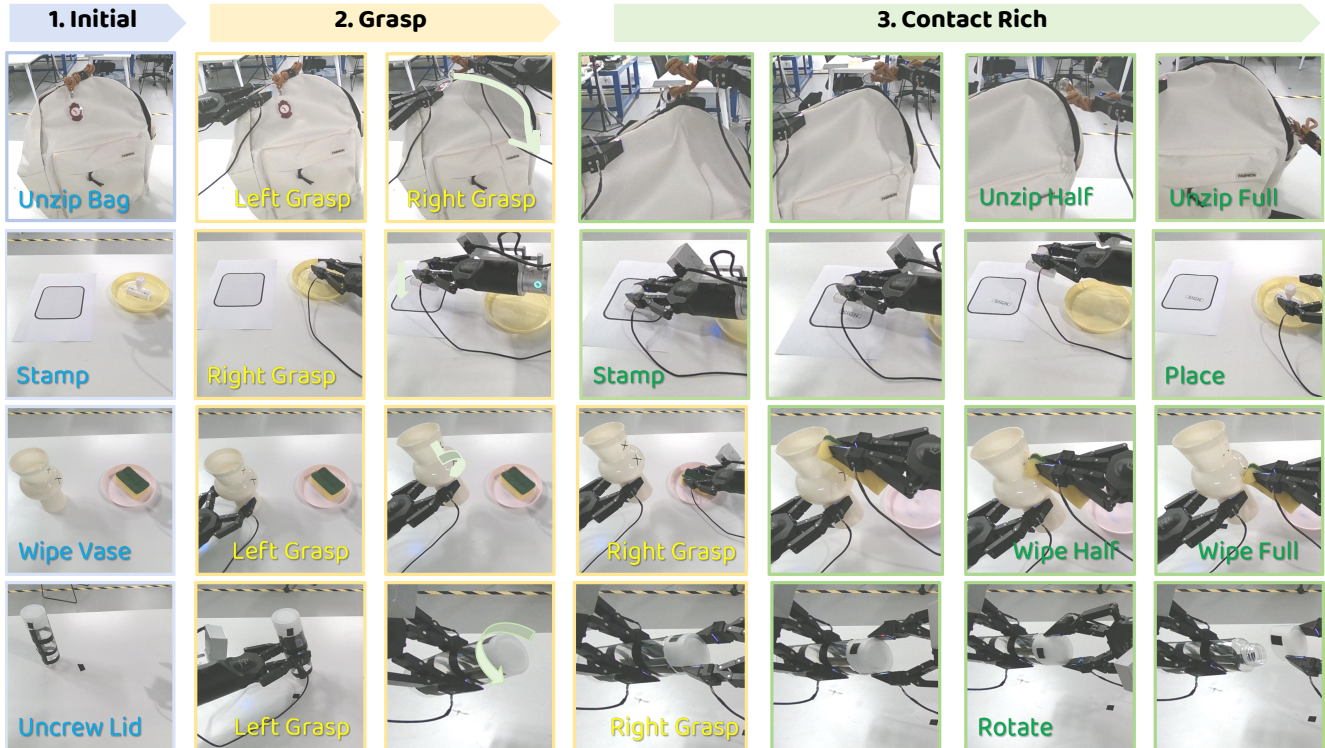 1. Initial
2. Grasp
3. Contact Rich
Unzip Bag
Left Grasp
Right Grasp
Unzip Half
Unzip Full
Stamp
Right Grasp
Stamp
Place
Wipe Vase
Left Grasp
Right Grasp
Wipe Half
Wipe Full
Uncrew Lid
Left Grasp
Right Grasp
Rotate